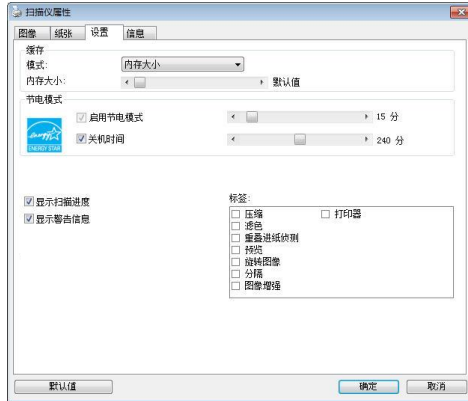 扫描仪属性
图像 纸张 设置 信息
缓存
模式: 内存大小
内存大小: 默认值
节电模式
启用节电模式 15 分
关机时间 240 分
ENERGY STAR
显示扫描进度
显示警告信息
标签:
压缩 打印器
滤色
重叠进纸侦测
预览
旋转图像
分隔
图像增强
默认值 确定 取消